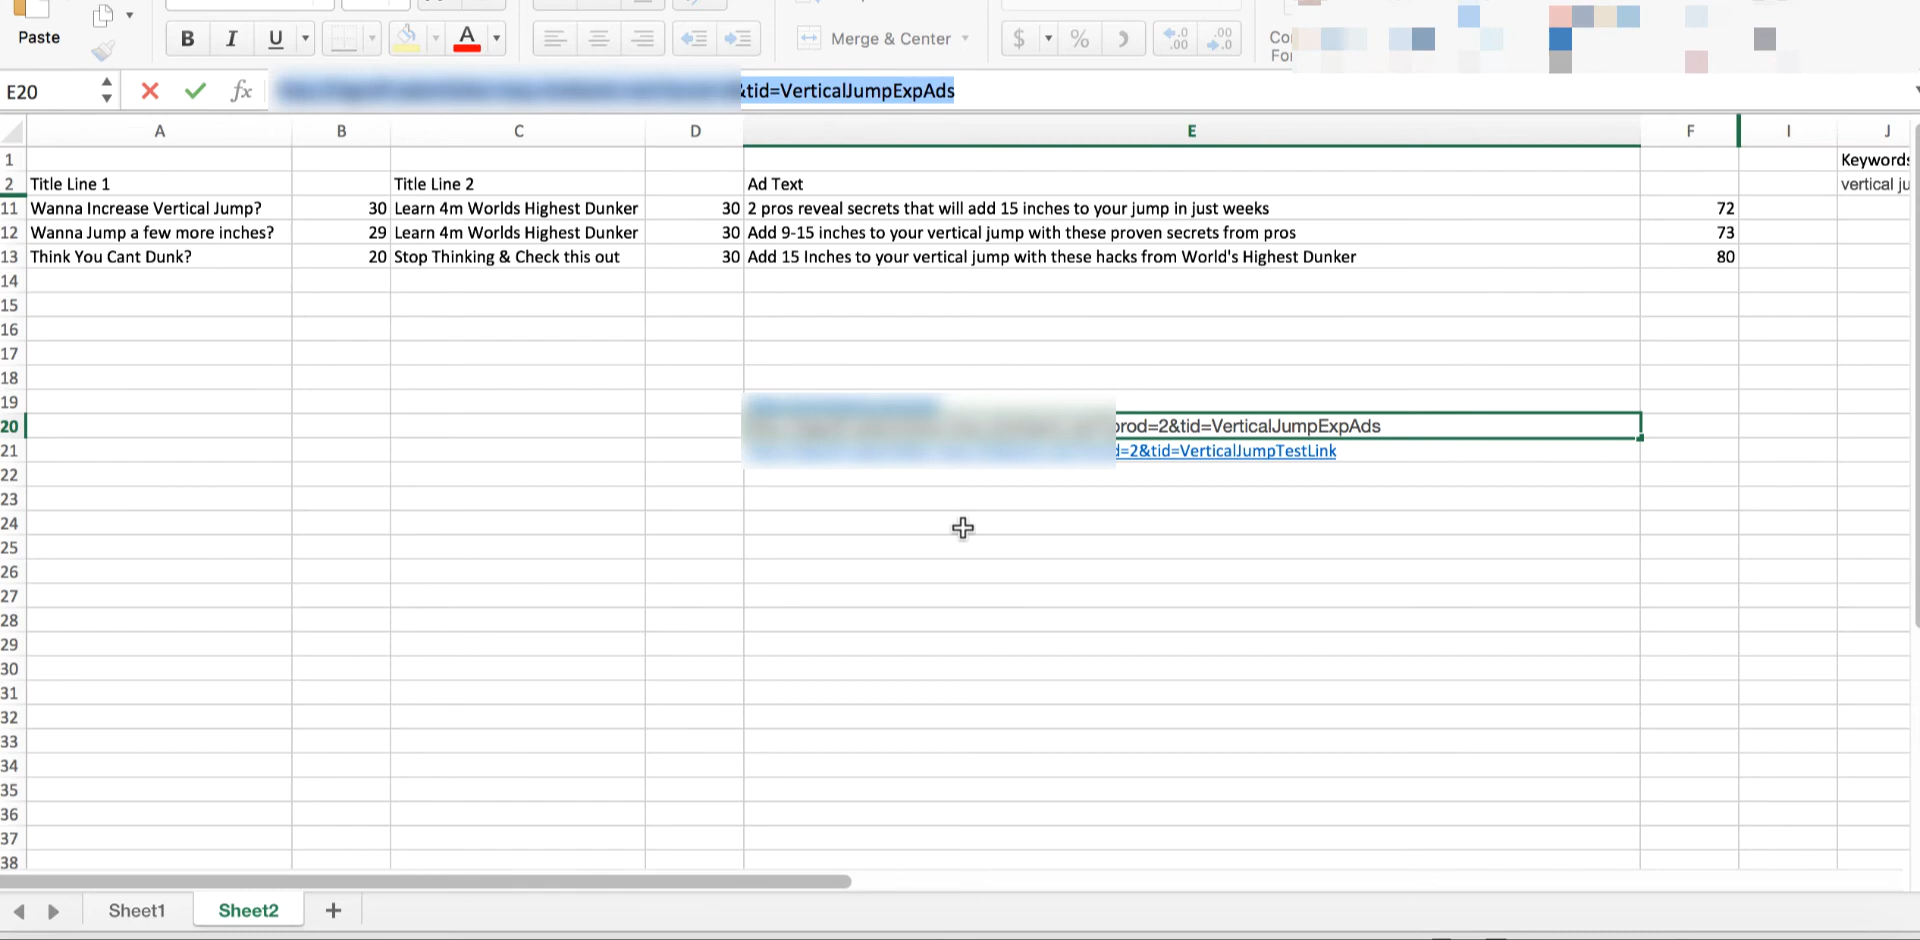 Paste
B I U A Merge & Center $ % .0 .00 .00 .0
E20 fx &tid=VerticalJumpExpAds
A B C D E F I J
1 Keywords
2 Title Line 1 Title Line 2 Ad Text vertical ju
11 Wanna Increase Vertical Jump? 30 Learn 4m Worlds Highest Dunker 30 2 pros reveal secrets that will add 15 inches to your jump in just weeks 72
12 Wanna Jump a few more inches? 29 Learn 4m Worlds Highest Dunker 30 Add 9-15 inches to your vertical jump with these proven secrets from pros 73
13 Think You Cant Dunk? 20 Stop Thinking & Check this out 30 Add 15 Inches to your vertical jump with these hacks from World's Highest Dunker 80
14
15
16
17
18
19
20 prod=2&tid=VerticalJumpExpAds
21 d=2&tid=VerticalJumpTestLink
22
23
24
25
26
27
28
29
30
31
32
33
34
35
36
37
38
Sheet1 Sheet2 +